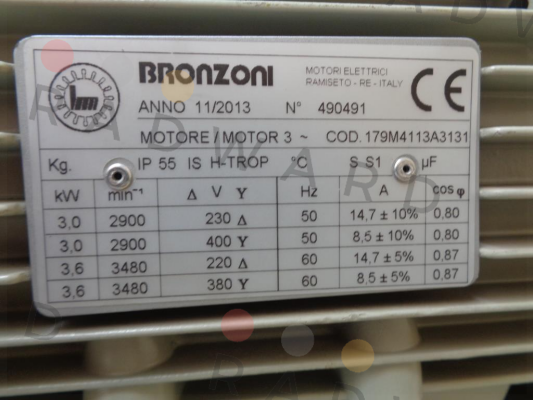 BRONZONI
MOTORI ELETTRICI
RAMISETO - RE - ITALY
CE
ANNO 11/2013 N° 490491
MOTORE / MOTOR 3 ~ COD. 179M4113A3131
Kg. IP 55 IS H-TROP °C S S1 µF
kW min⁻¹ Δ V Y Hz A cos φ
3,0 2900 230 Δ 50 14,7 ± 10% 0,80
3,0 2900 400 Y 50 8,5 ± 10% 0,80
3,6 3480 220 Δ 60 14,7 ± 5% 0,87
3,6 3480 380 Y 60 8,5 ± 5% 0,87
RADWARD